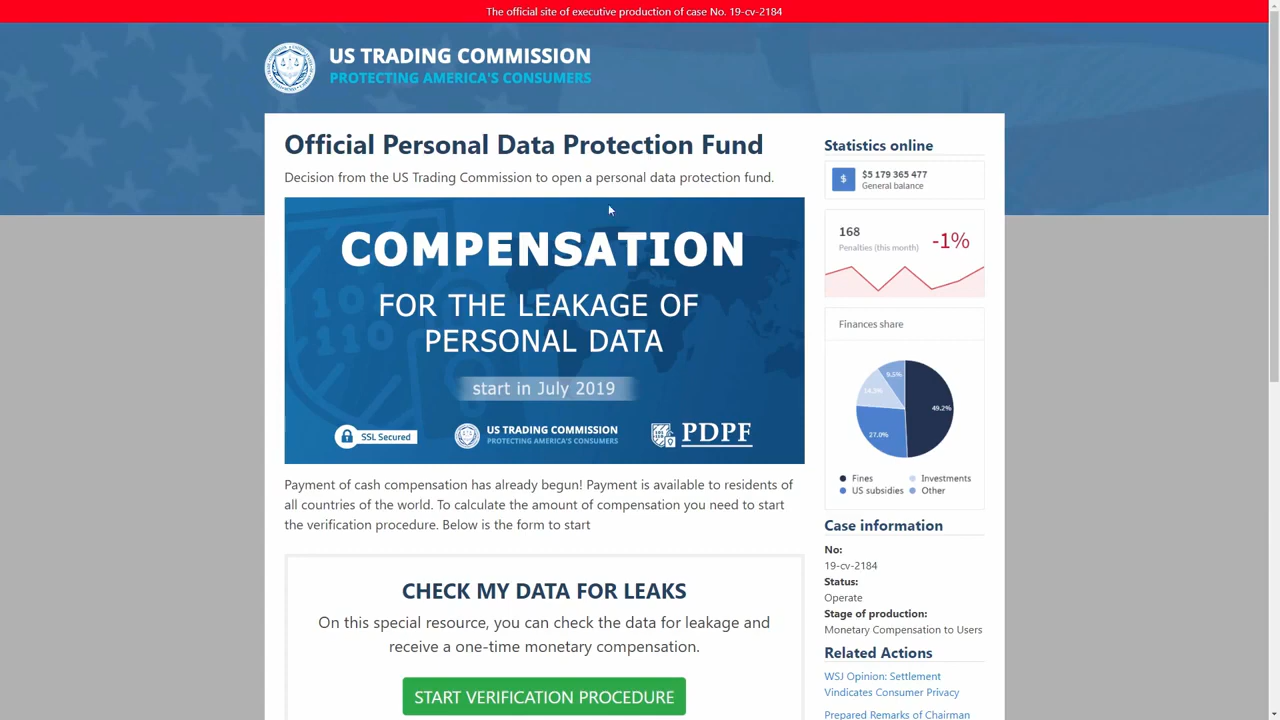 The official site of executive production of case No. 19-cv-2184
US TRADING COMMISSION
PROTECTING AMERICA'S CONSUMERS
Official Personal Data Protection Fund
Decision from the US Trading Commission to open a personal data protection fund.
COMPENSATION
FOR THE LEAKAGE OF
PERSONAL DATA
start in July 2019
SSL Secured
US TRADING COMMISSION
PROTECTING AMERICA'S CONSUMERS
PDPF
Payment of cash compensation has already begun! Payment is available to residents of
all countries of the world. To calculate the amount of compensation you need to start
the verification procedure. Below is the form to start
CHECK MY DATA FOR LEAKS
On this special resource, you can check the data for leakage and
receive a one-time monetary compensation.
START VERIFICATION PROCEDURE
Statistics online
$
$5 179 365 477
General balance
168
Penalties (this month)
-1%
Finances share
9.5%
49.2%
27.0%
Fines
Investments
US subsidies
Other
Case information
No:
19-cv-2184
Status:
Operate
Stage of production:
Monetary Compensation to Users
Related Actions
WSJ Opinion: Settlement
Vindicates Consumer Privacy
Prepared Remarks of Chairman